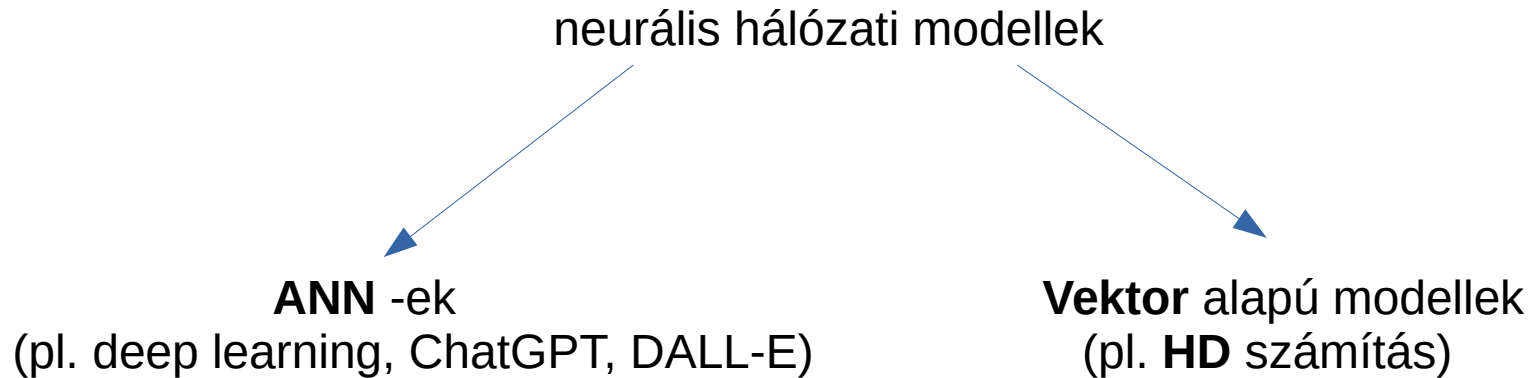 neurális hálózati modellek
ANN -ek
(pl. deep learning, ChatGPT, DALL-E)
Vektor alapú modellek
(pl. HD számítás)